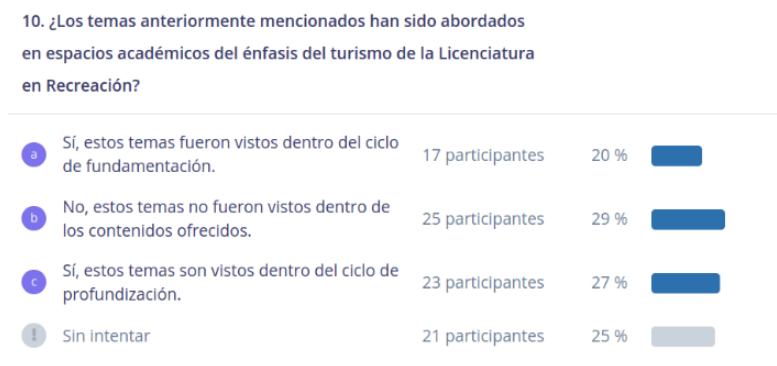 10. ¿Los temas anteriormente mencionados han sido abordados
en espacios académicos del énfasis del turismo de la Licenciatura
en Recreación?
a Sí, estos temas fueron vistos dentro del ciclo de fundamentación. 17 participantes 20 %
b No, estos temas no fueron vistos dentro de los contenidos ofrecidos. 25 participantes 29 %
c Sí, estos temas son vistos dentro del ciclo de profundización. 23 participantes 27 %
! Sin intentar 21 participantes 25 %